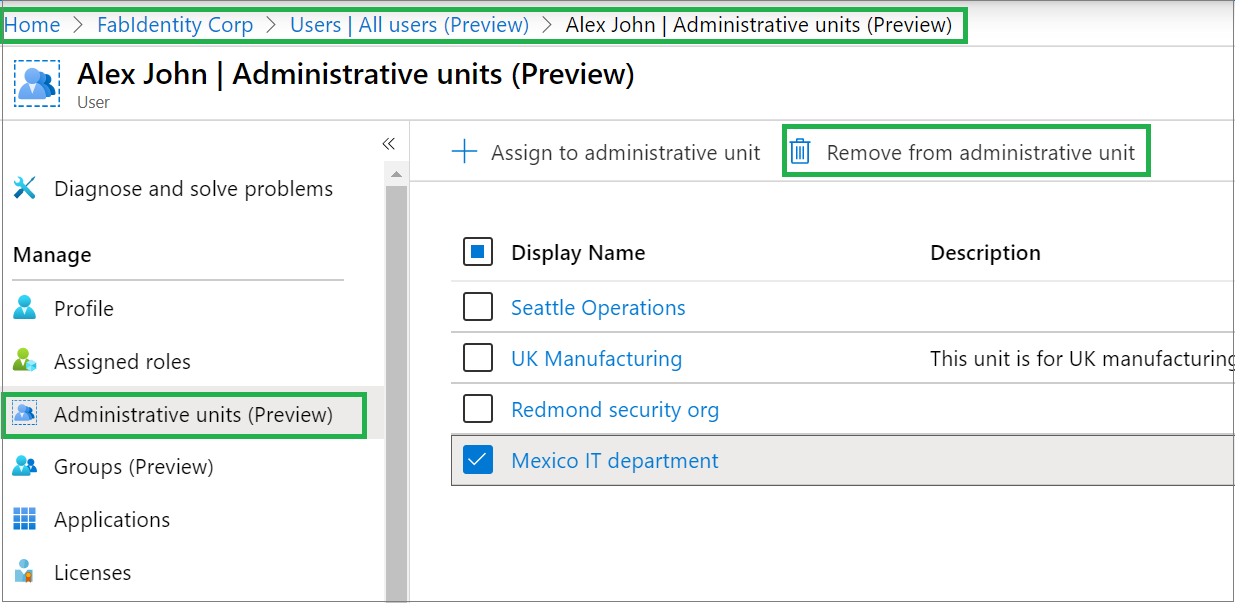 Home > FabIdentity Corp > Users | All users (Preview) > Alex John | Administrative units (Preview)
Alex John | Administrative units (Preview)
User
«
Assign to administrative unit Remove from administrative unit
Diagnose and solve problems
Manage
Display Name Description
Profile
Seattle Operations
Assigned roles
UK Manufacturing This unit is for UK manufacturing
Administrative units (Preview)
Redmond security org
Groups (Preview)
Mexico IT department
Applications
Licenses